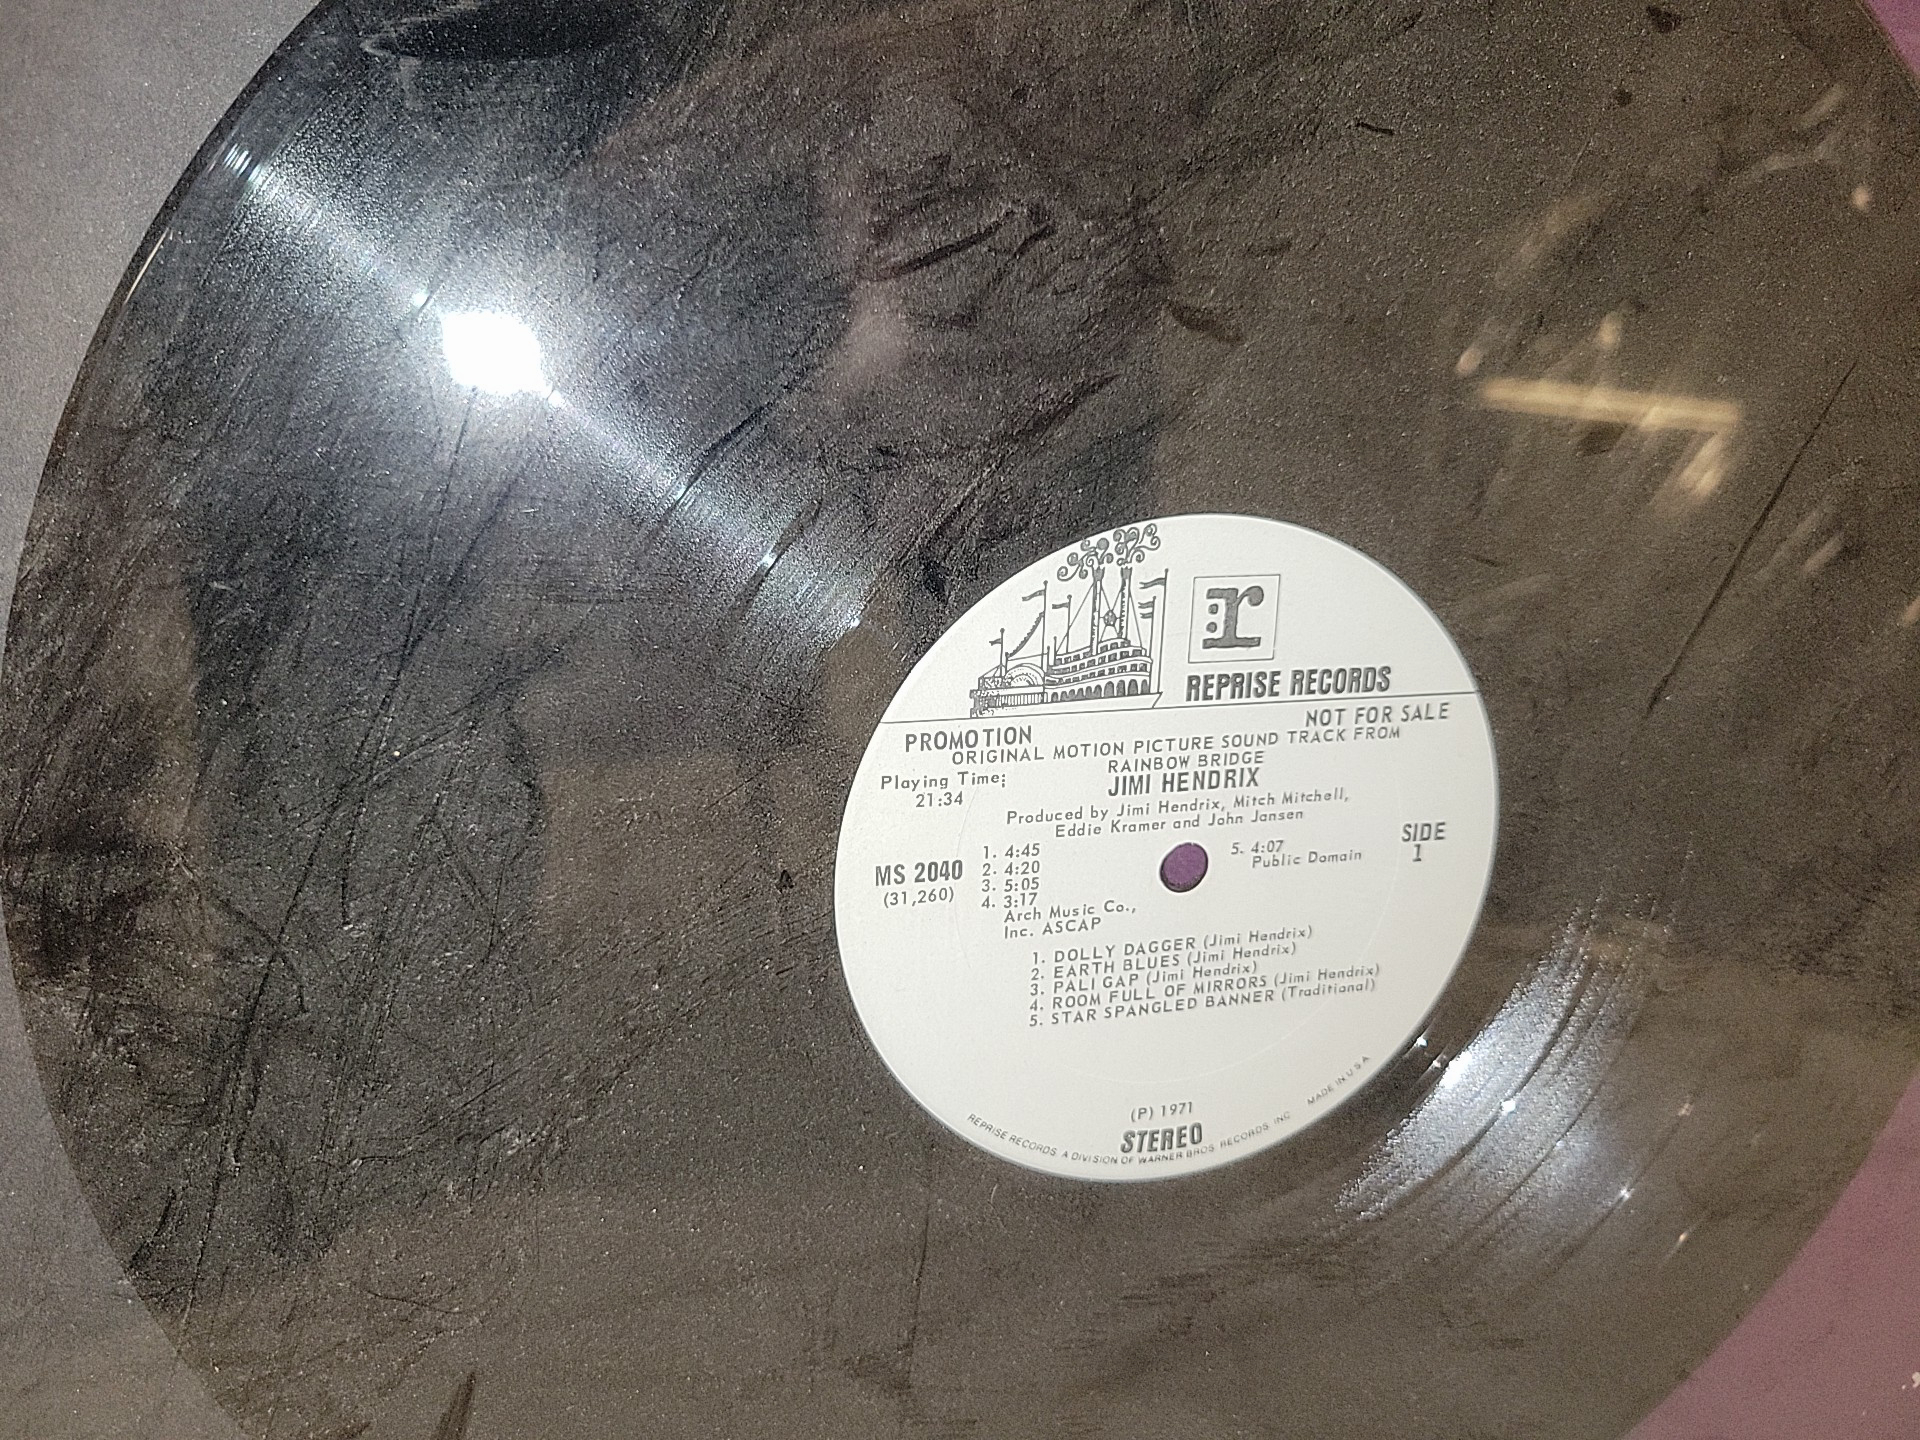 r
REPRISE RECORDS
PROMOTION
NOT FOR SALE
ORIGINAL MOTION PICTURE SOUND TRACK FROM
RAINBOW BRIDGE
Playing Time;
21:34
JIMI HENDRIX
Produced by Jimi Hendrix, Mitch Mitchell,
Eddie Kramer and John Jansen
SIDE
1
MS 2040
(31,260)
1. 4:45
2. 4:20
3. 5:05
4. 3:17
Arch Music Co.,
Inc. ASCAP
5. 4:07
Public Domain
1. DOLLY DAGGER (Jimi Hendrix)
2. EARTH BLUES (Jimi Hendrix)
3. PALI GAP (Jimi Hendrix)
4. ROOM FULL OF MIRRORS (Jimi Hendrix)
5. STAR SPANGLED BANNER (Traditional)
(P) 1971
STEREO
REPRISE RECORDS, A DIVISION OF WARNER BROS. RECORDS, INC. MADE IN U.S.A.